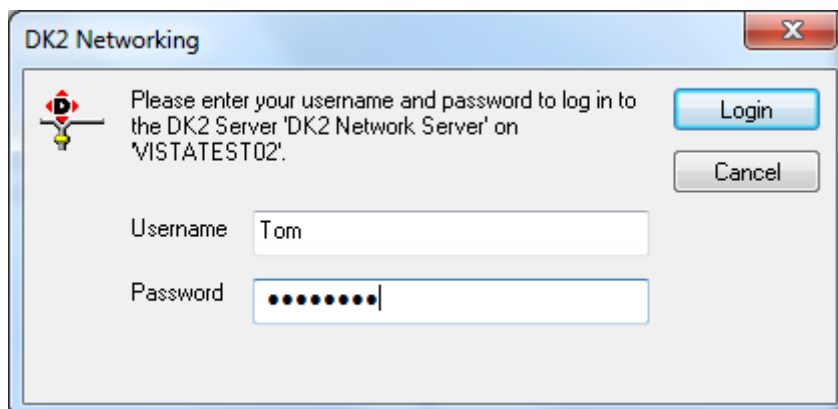 DK2 Networking
Please enter your username and password to log in to
the DK2 Server 'DK2 Network Server' on
'VISTATEST02'.
Login
Cancel
Username Tom
Password ●●●●●●●●